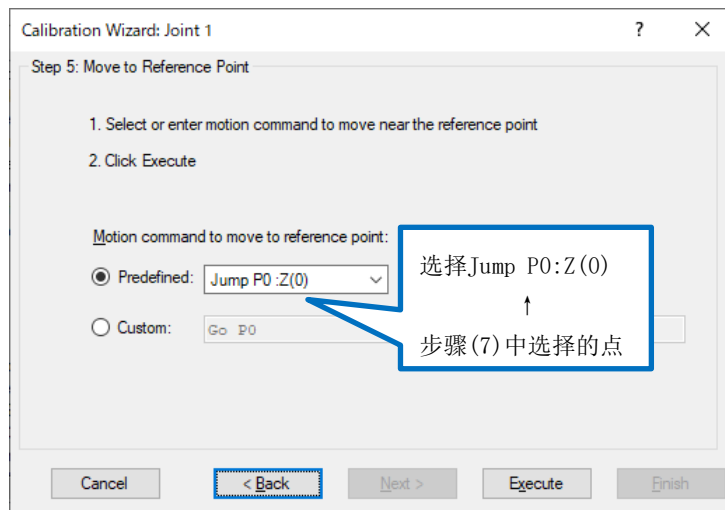 Calibration Wizard: Joint 1
?
×
Step 5: Move to Reference Point
1. Select or enter motion command to move near the reference point
2. Click Execute
Motion command to move to reference point:
Predefined:
Jump P0 :Z(0)
Custom:
Go P0
选择Jump P0:Z(0)
↑
步骤(7)中选择的点
Cancel
< Back
Next >
Execute
Finish